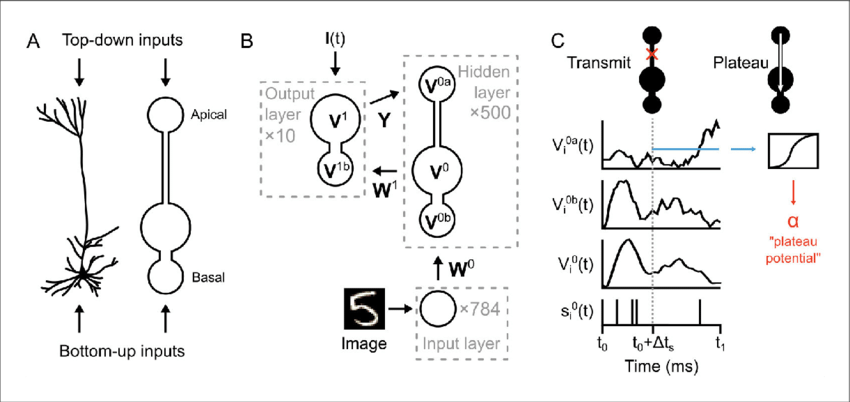 A
Top-down inputs
Apical
Basal
Bottom-up inputs
B
I(t)
Output
layer
×10
V¹
V¹ᵇ
Y
W¹
Hidden
layer
×500
V⁰ᵃ
V⁰
V⁰ᵇ
W⁰
5
Image
×784
Input layer
C
Transmit
Plateau
Vᵢ⁰ᵃ(t)
Vᵢ⁰ᵇ(t)
Vᵢ⁰(t)
sᵢ⁰(t)
α
"plateau
potential"
t₀
t₀+Δtₛ
t₁
Time (ms)